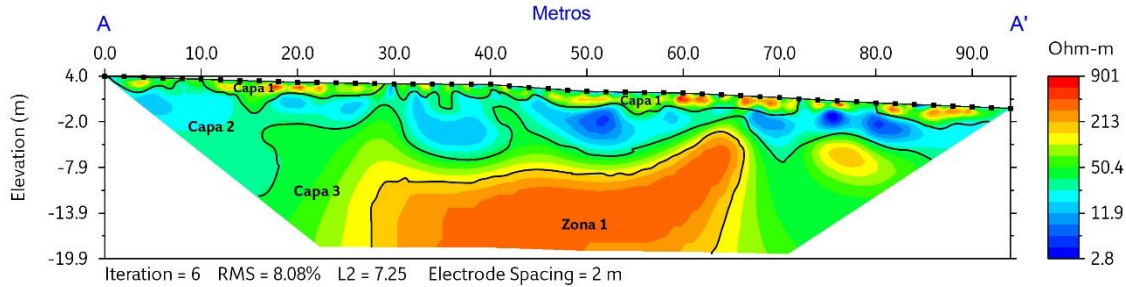 A Metros A'
0.0 10.0 20.0 30.0 40.0 50.0 60.0 70.0 80.0 90.0 Ohm-m
4.0 Capa 1 Capa 1 901
-2.0 Capa 2 213
Elevation (m)
-7.9 Capa 3 50.4
-13.9 Zona 1 11.9
-19.9 2.8
Iteration = 6 RMS = 8.08% L2 = 7.25 Electrode Spacing = 2 m